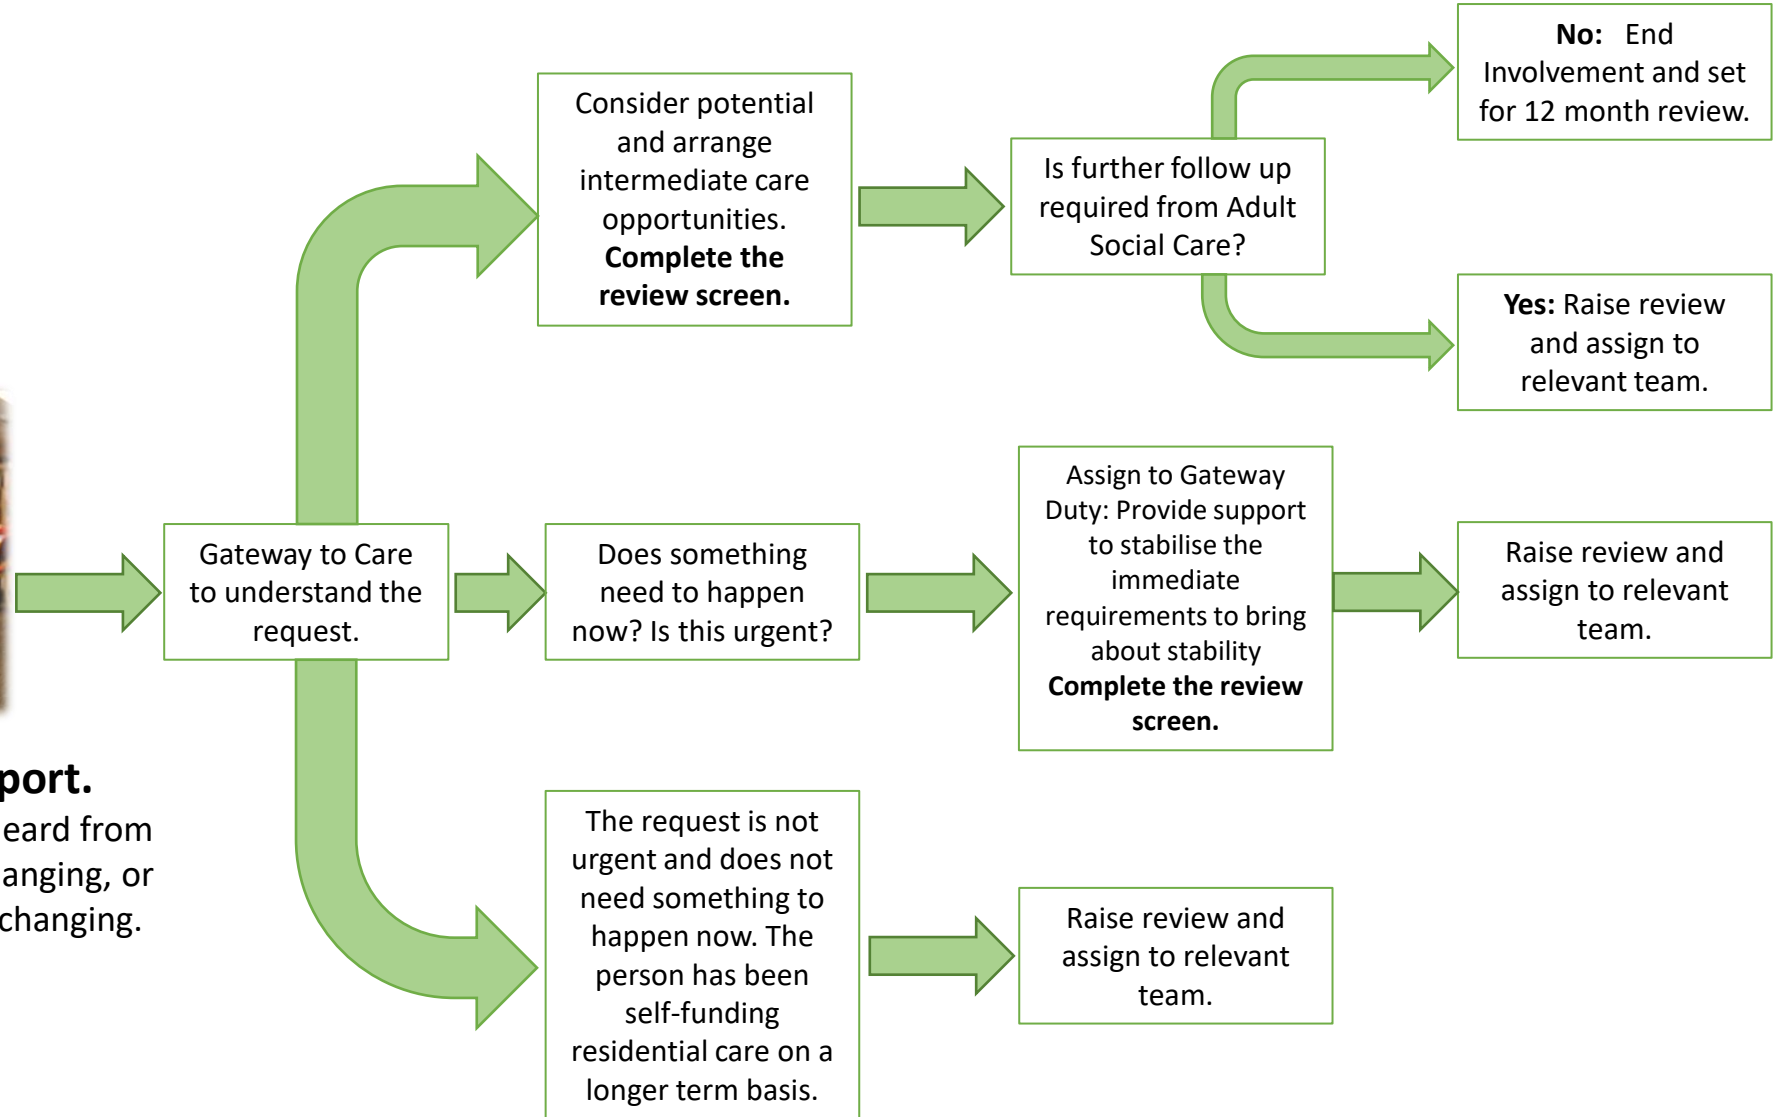 No: End
Involvement and set
for 12 month review.
Consider potential
and arrange
intermediate care
opportunities.
Complete the
review screen.
Is further follow up
required from Adult
Social Care?
Yes: Raise review
and assign to
relevant team.
Gateway to Care
to understand the
request.
Does something
need to happen
now? Is this urgent?
Assign to Gateway
Duty: Provide support
to stabilise the
immediate
requirements to bring
about stability
Complete the review
screen.
Raise review and
assign to relevant
team.
port.
eard from
anging, or
changing.
The request is not
urgent and does not
need something to
happen now. The
person has been
self-funding
residential care on a
longer term basis.
Raise review and
assign to relevant
team.